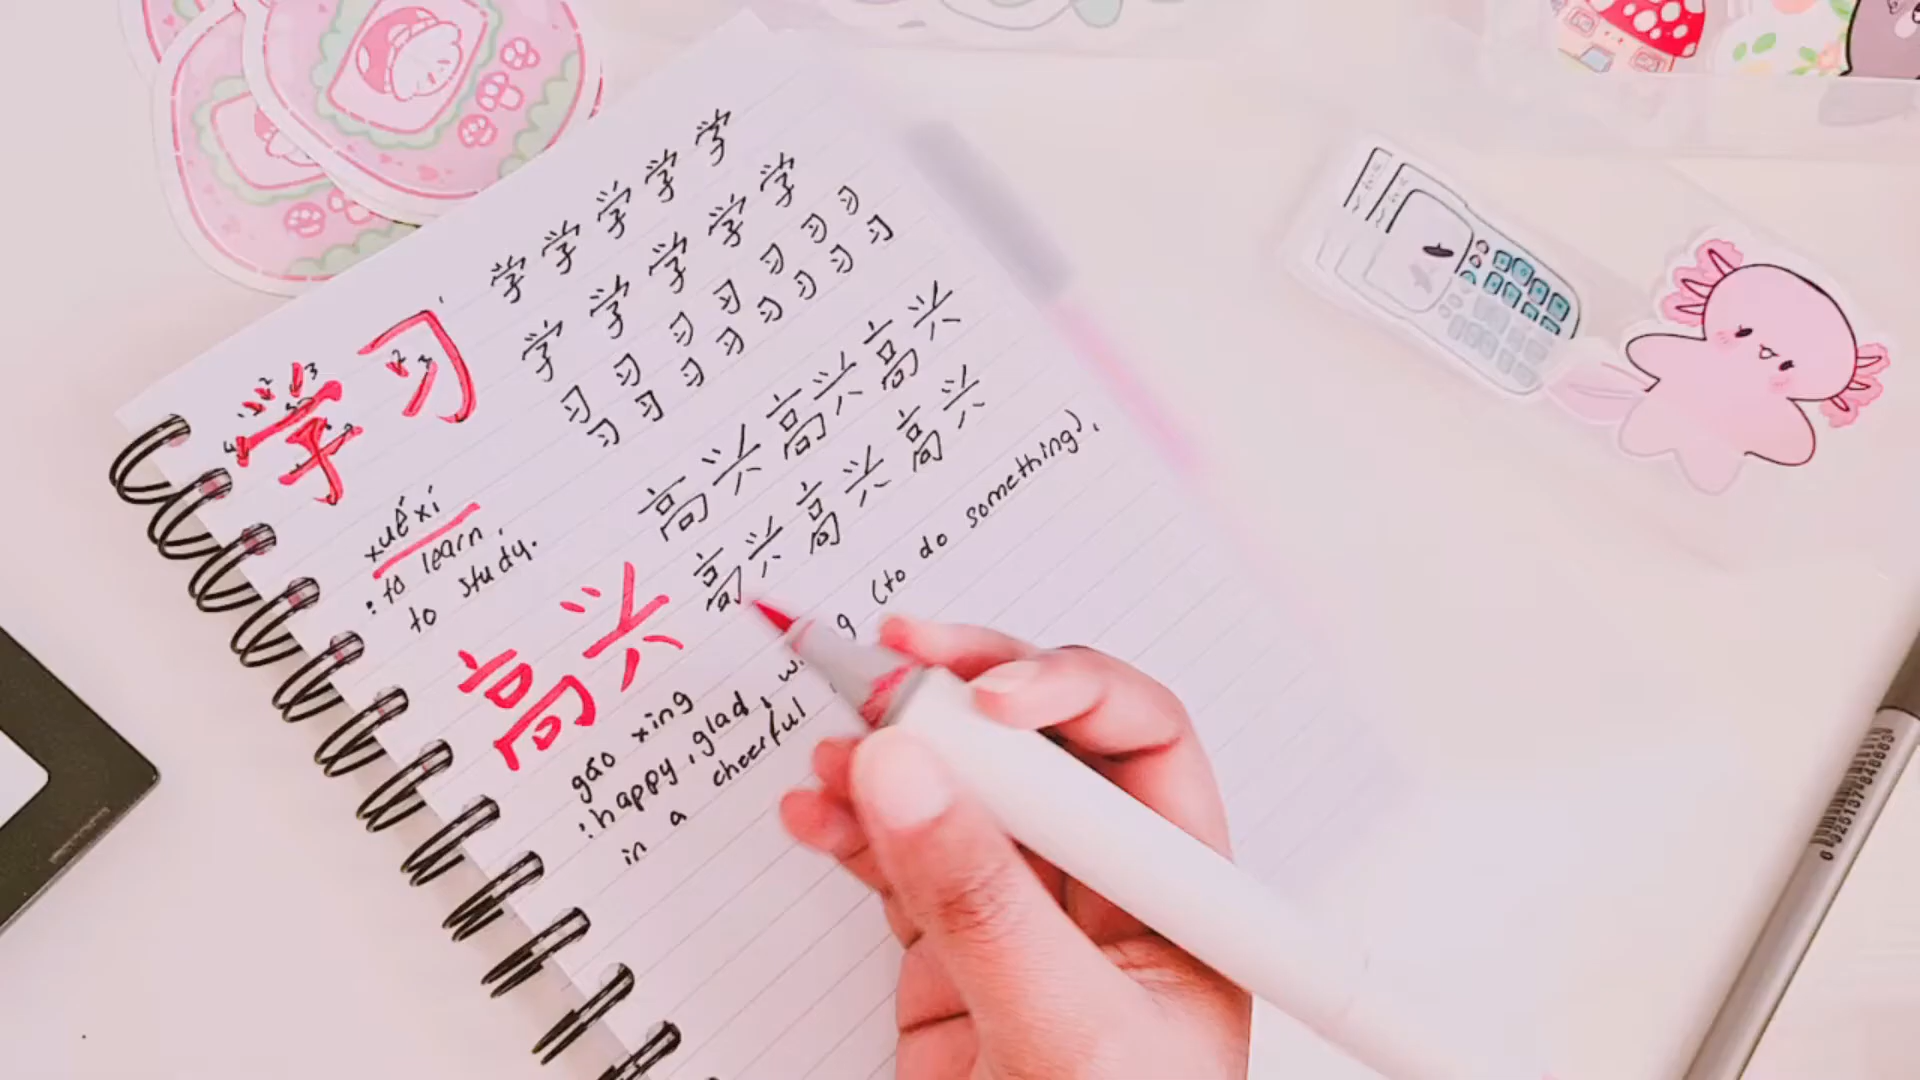 学习
学 学 学 学 学
学 学 学 学 学
习 习 习 习 习 习 习
习 习 习 习 习 习 习 习
xuéxí
: to learn,
to study.
高兴
高兴高兴高兴
高兴高兴高兴
gāo xing
: happy, glad, (to do something),
in a cheerful